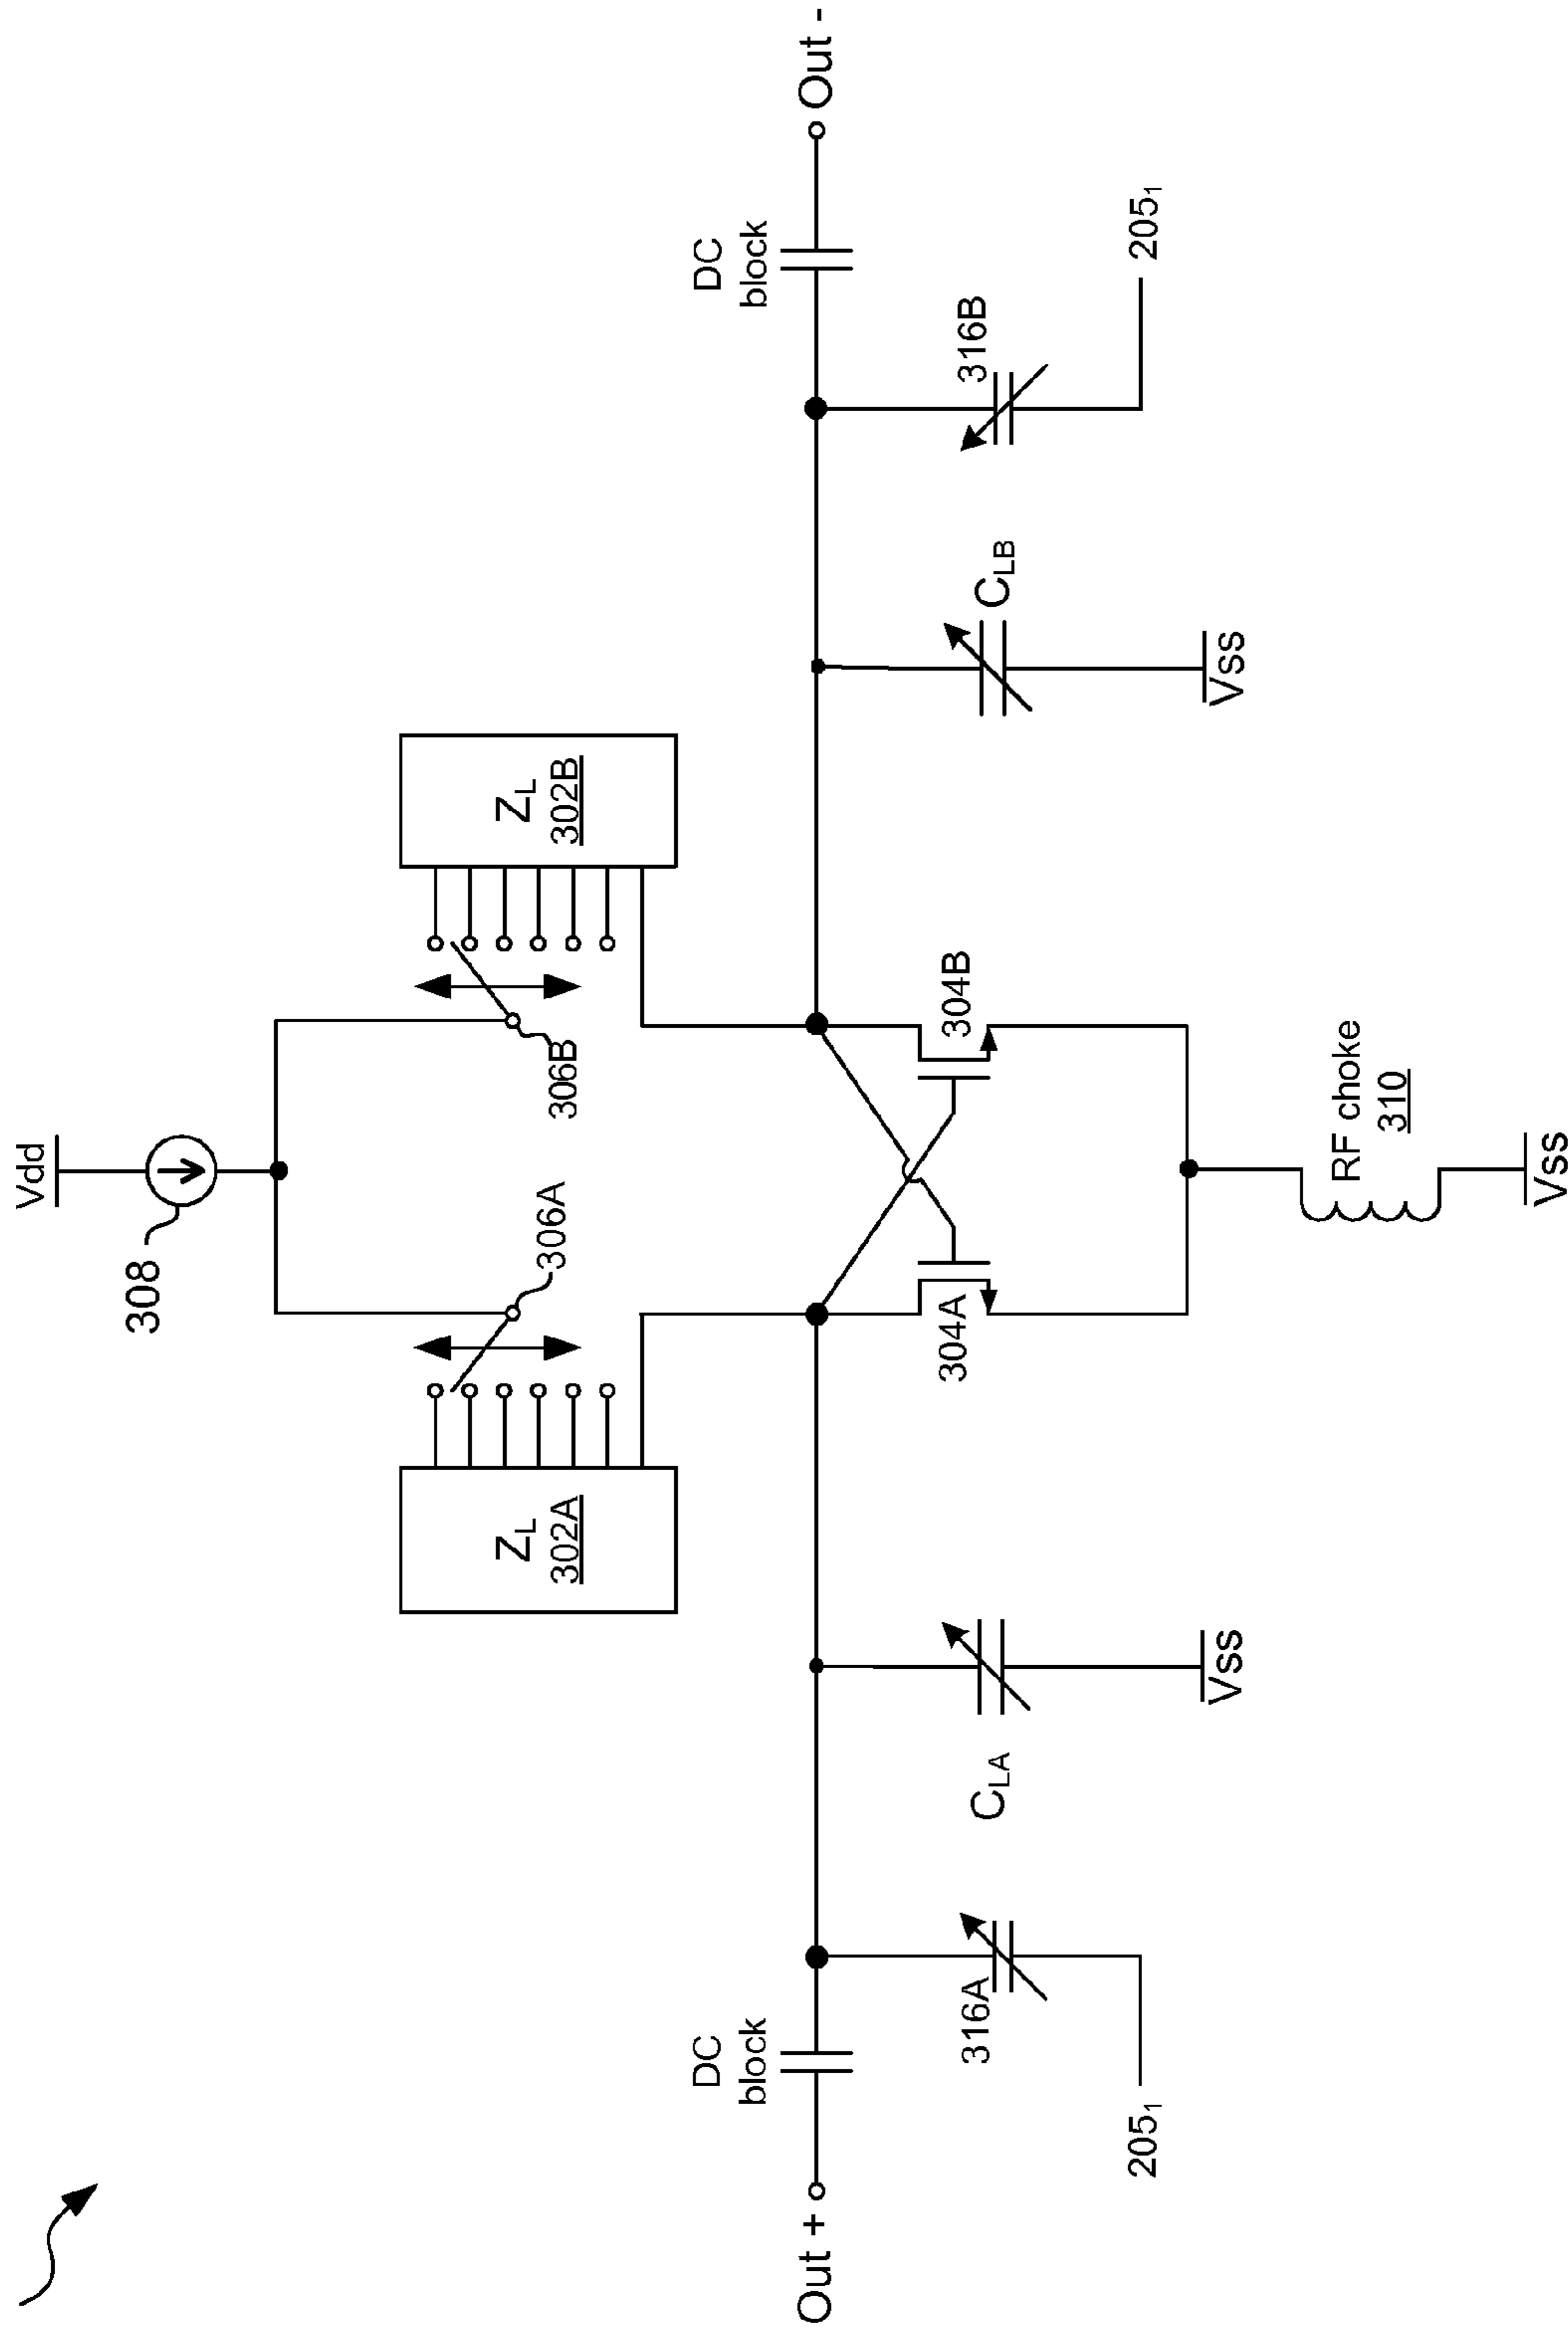 Vdd
308
306A
306B
Z_L
302A
Z_L
302B
DC
block
DC
block
Out +
Out -
316A
C_LA
304A
304B
C_LB
316B
205₁
205₁
Vss
Vss
RF choke
310
Vss